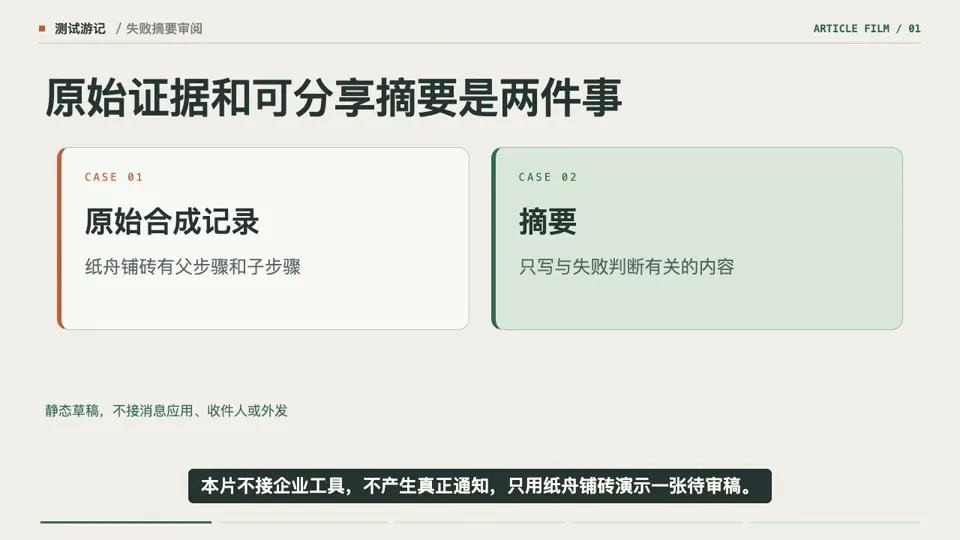 测试游记 / 失败摘要审阅
ARTICLE FILM / 01
原始证据和可分享摘要是两件事
CASE 01
原始合成记录
纸舟铺砖有父步骤和子步骤
CASE 02
摘要
只写与失败判断有关的内容
静态草稿，不接消息应用、收件人或外发
本片不接企业工具，不产生真正通知，只用纸舟铺砖演示一张待审稿。